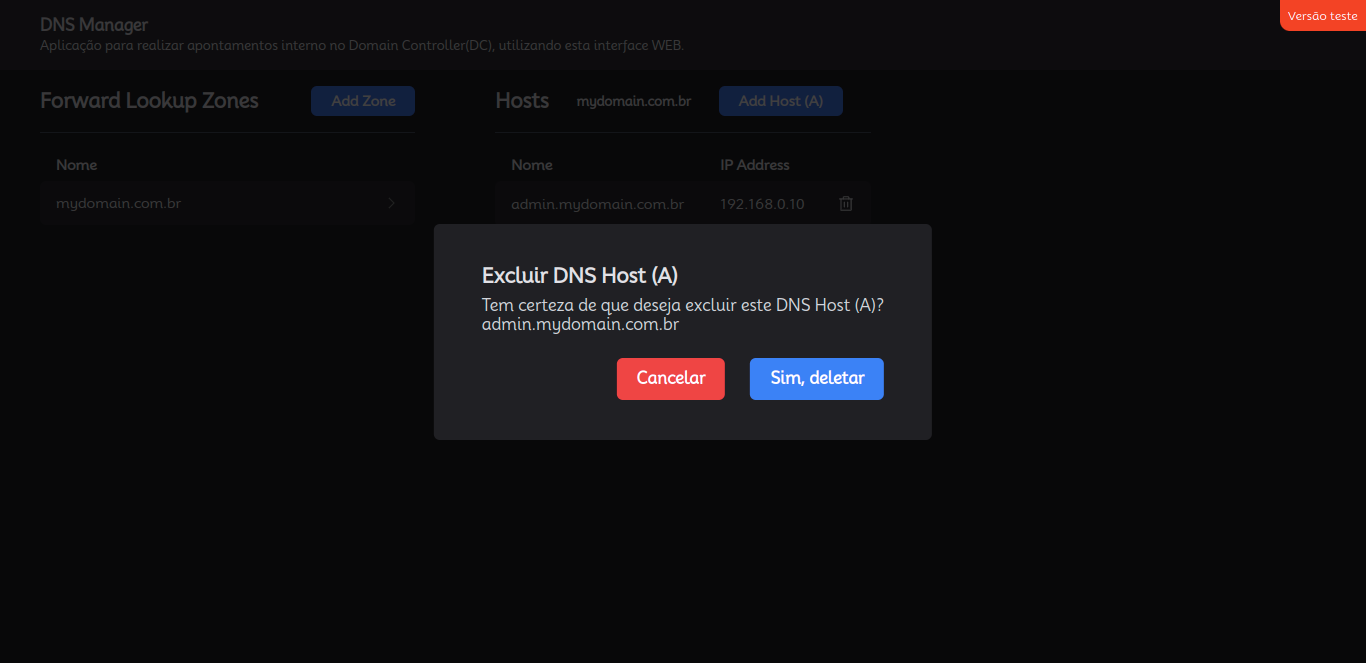 DNS Manager
Versão teste
Aplicação para realizar apontamentos interno no Domain Controller(DC), utilizando esta interface WEB.
Forward Lookup Zones
Add Zone
Hosts
mydomain.com.br
Add Host (A)
Nome
Nome
IP Address
mydomain.com.br
admin.mydomain.com.br
192.168.0.10
Excluir DNS Host (A)
Tem certeza de que deseja excluir este DNS Host (A)?
admin.mydomain.com.br
Cancelar
Sim, deletar